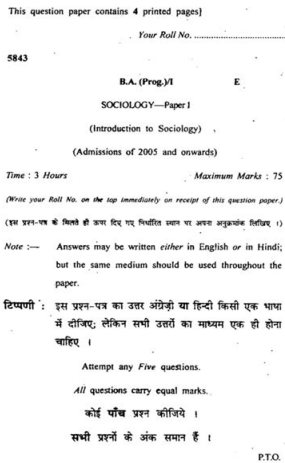 This question paper contains 4 printed pages]
Your Roll No. ................................
5843
B.A. (Prog.)/I E
SOCIOLOGY—Paper I
(Introduction to Sociology)
(Admissions of 2005 and onwards)
Time : 3 Hours Maximum Marks : 75
(Write your Roll No. on the top immediately on receipt of this question paper.)
(इस प्रश्न-पत्र के मिलते ही ऊपर दिए गए निर्धारित स्थान पर अपना अनुक्रमांक लिखिए ।)
Note :— Answers may be written either in English or in Hindi;
but the same medium should be used throughout the
paper.
टिप्पणी : इस प्रश्न-पत्र का उत्तर अंग्रेज़ी या हिन्दी किसी एक भाषा
में दीजिए; लेकिन सभी उत्तरों का माध्यम एक ही होना
चाहिए ।
Attempt any Five questions.
All questions carry equal marks.
कोई पाँच प्रश्न कीजिये ।
सभी प्रश्नों के अंक समान हैं ।
P.T.O.